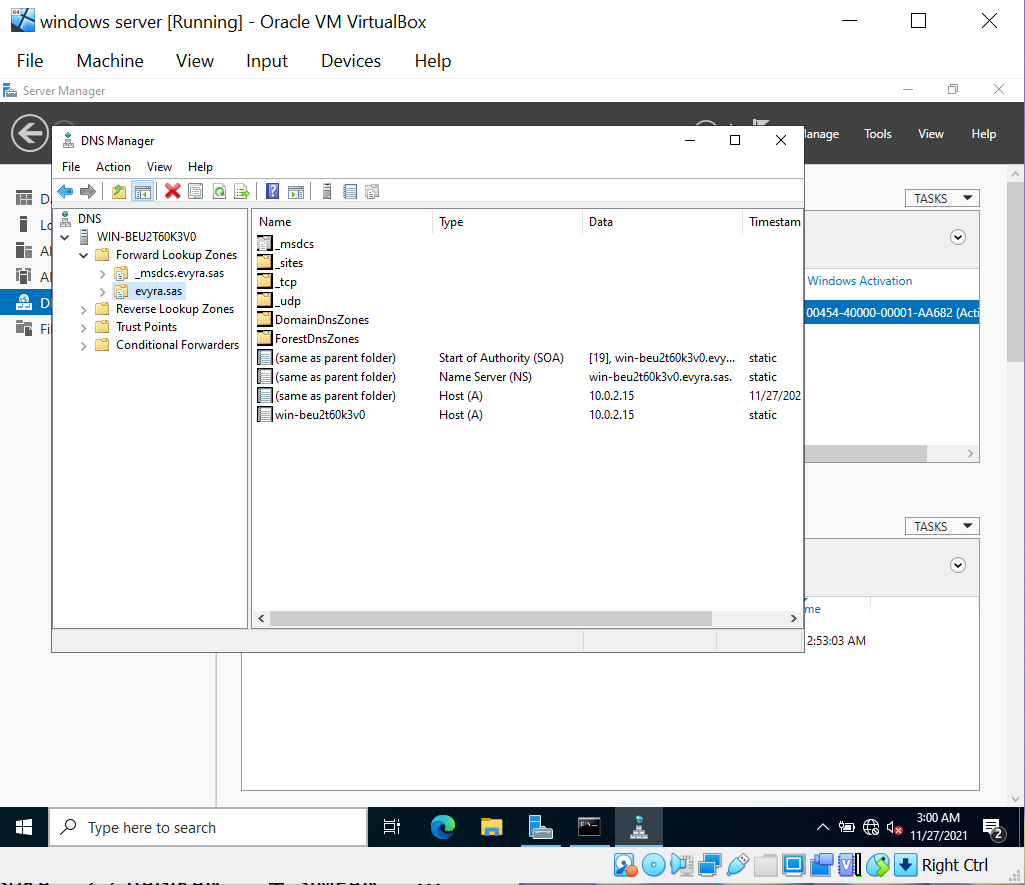 windows server [Running] - Oracle VM VirtualBox
File Machine View Input Devices Help
Server Manager
Manage Tools View Help
DNS Manager
File Action View Help
DNS
WIN-BEU2T60K3V0
Forward Lookup Zones
_msdcs.evyra.sas
evyra.sas
Reverse Lookup Zones
Trust Points
Conditional Forwarders
Name Type Data Timestam
_msdcs
_sites
_tcp
_udp
DomainDnsZones
ForestDnsZones
(same as parent folder) Start of Authority (SOA) [19], win-beu2t60k3v0.evy... static
(same as parent folder) Name Server (NS) win-beu2t60k3v0.evyra.sas. static
(same as parent folder) Host (A) 10.0.2.15 11/27/202
win-beu2t60k3v0 Host (A) 10.0.2.15 static
TASKS
Windows Activation
00454-40000-00001-AA682 (Acti
TASKS
me
2:53:03 AM
Type here to search
3:00 AM
11/27/2021
2
Right Ctrl